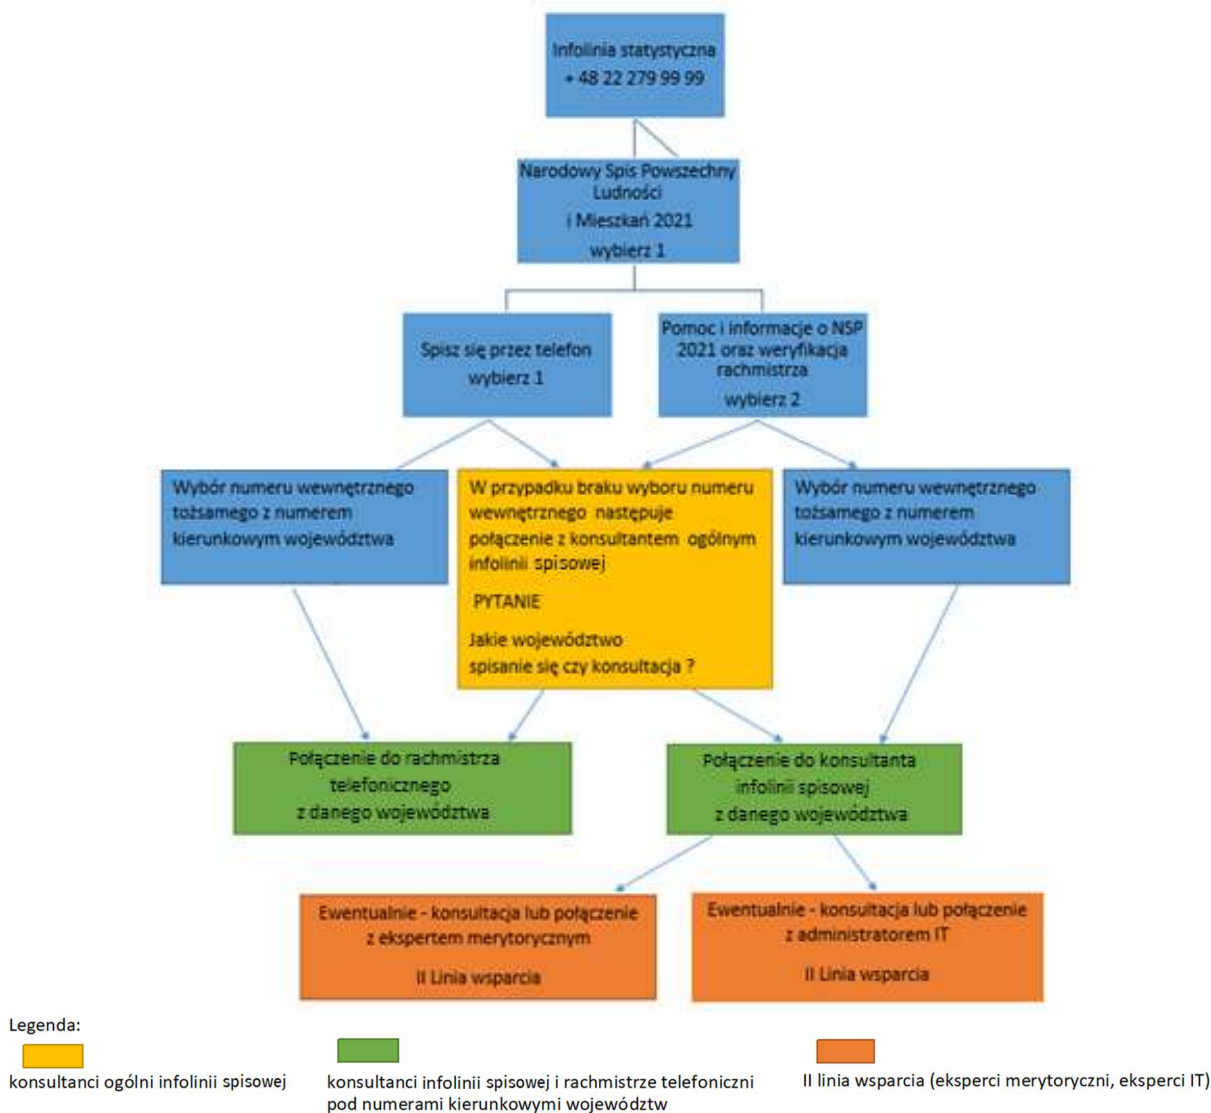 Infolinia statystyczna
+ 48 22 279 99 99
Narodowy Spis Powszechny
Ludności
i Mieszkań 2021
wybierz 1
Spisz się przez telefon
wybierz 1
Pomoc i informacje o NSP
2021 oraz weryfikacja
rachmistrza
wybierz 2
Wybór numeru wewnętrznego
tożsamego z numerem
kierunkowym województwa
W przypadku braku wyboru numeru
wewnętrznego następuje
połączenie z konsultantem ogólnym
infolinii spisowej
PYTANIE
Jakie województwo
spisanie się czy konsultacja ?
Wybór numeru wewnętrznego
tożsamego z numerem
kierunkowym województwa
Połączenie do rachmistrza
telefonicznego
z danego województwa
Połączenie do konsultanta
infolinii spisowej
z danego województwa
Ewentualnie - konsultacja lub połączenie
z ekspertem merytorycznym
II Linia wsparcia
Ewentualnie - konsultacja lub połączenie
z administratorem IT
II Linia wsparcia
Legenda:
konsultanci ogólni infolinii spisowej
konsultanci infolinii spisowej i rachmistrze telefoniczni
pod numerami kierunkowymi województw
II linia wsparcia (eksperci merytoryczni, eksperci IT)